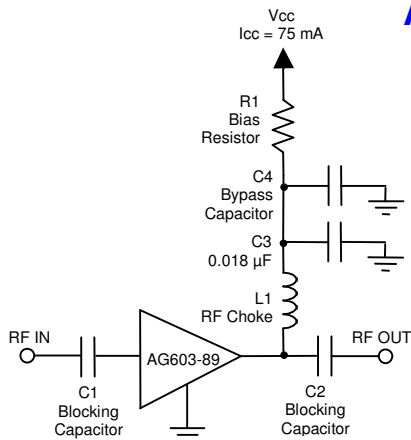 A
Vcc
Icc = 75 mA
R1
Bias
Resistor
C4
Bypass
Capacitor
C3
0.018 µF
L1
RF Choke
RF IN
AG603-89
RF OUT
C1
Blocking
Capacitor
C2
Blocking
Capacitor